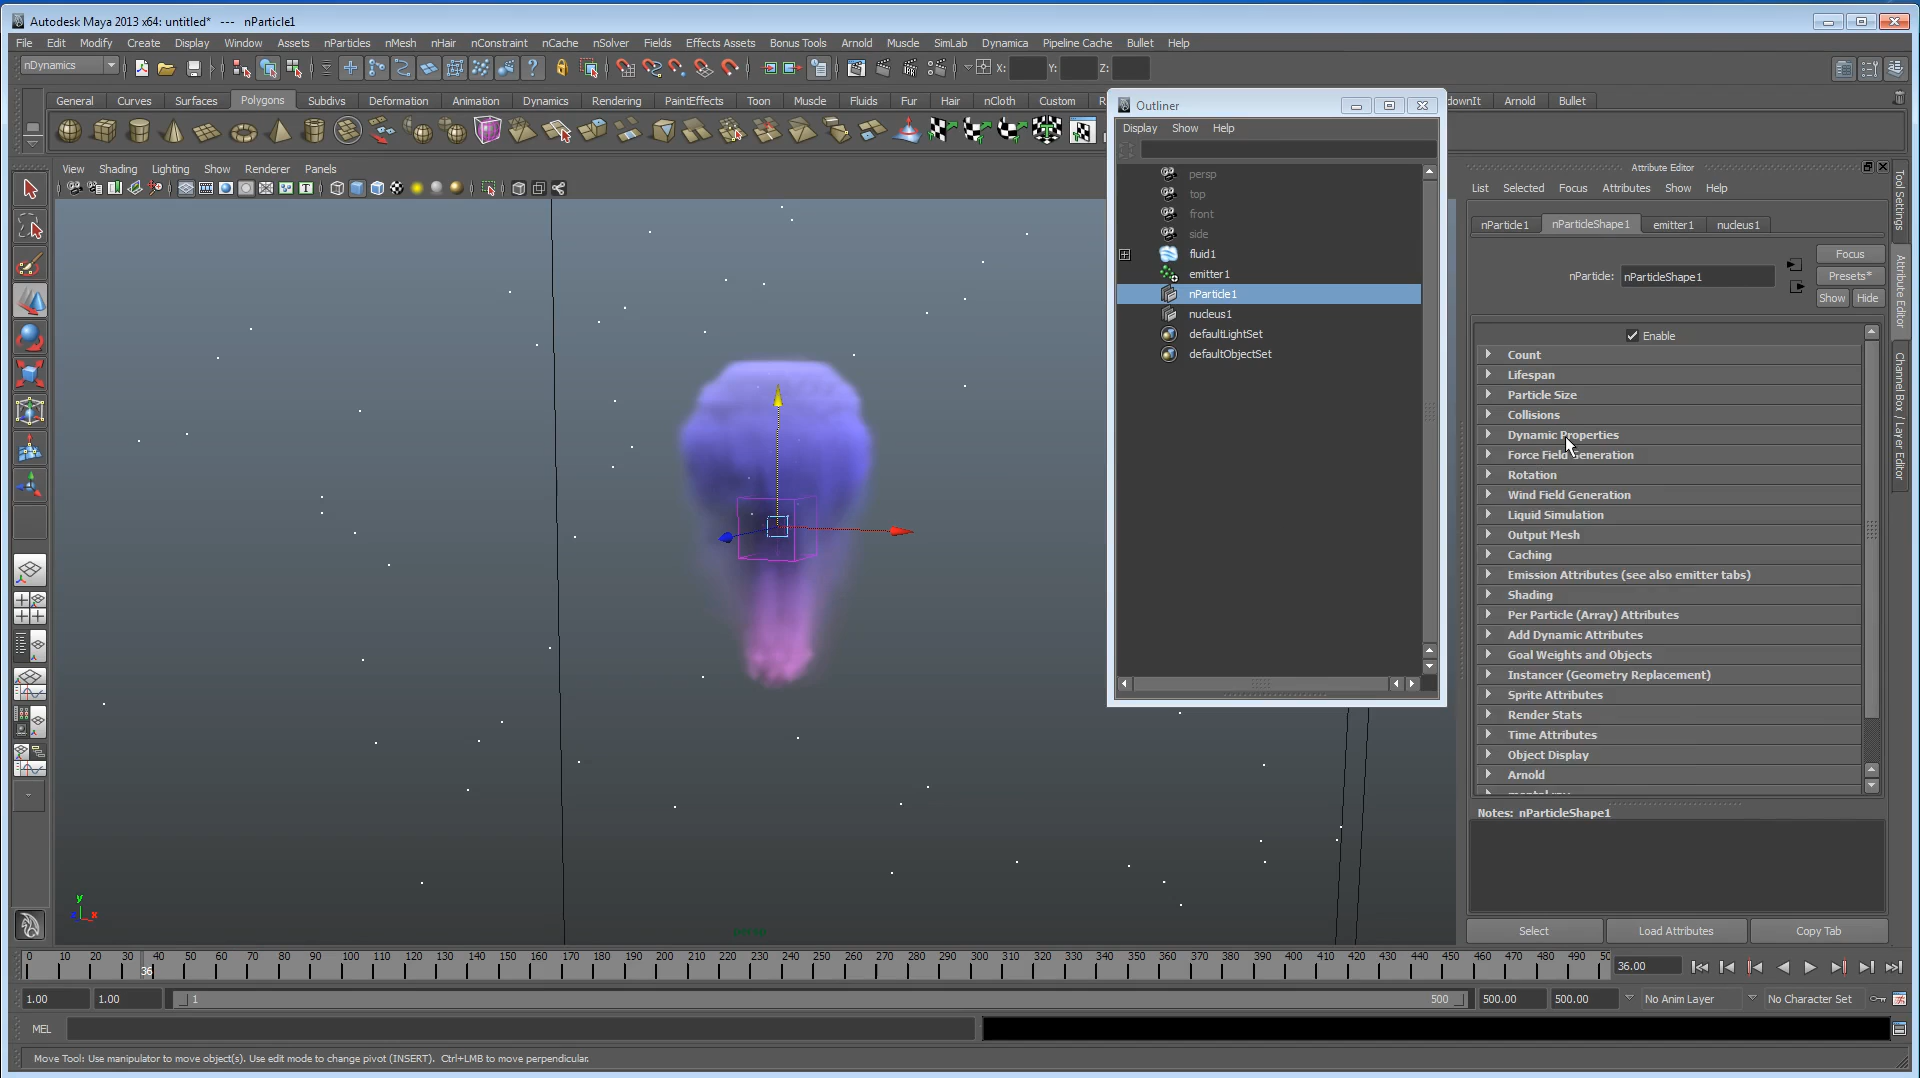 Autodesk Maya 2013 x64: untitled*   ---   nParticle1
File Edit Modify Create Display Window Assets nParticles nMesh nHair nConstraint nCache nSolver Fields Effects Assets Bonus Tools Arnold Muscle SimLab Dynamica Pipeline Cache Bullet Help
nDynamics X: Y: Z:
General Curves Surfaces Polygons Subdivs Deformation Animation Dynamics Rendering PaintEffects Toon Muscle Fluids Fur Hair nCloth Custom Arnold Bullet
View Shading Lighting Show Renderer Panels
Outliner
Display Show Help
persp
top
front
side
fluid1
emitter1
nParticle1
nucleus1
defaultLightSet
defaultObjectSet
Attribute Editor
List Selected Focus Attributes Show Help
nParticle1 nParticleShape1 emitter1 nucleus1
Focus
nParticle: nParticleShape1 Presets*
Show Hide
Enable
Count
Lifespan
Particle Size
Collisions
Dynamic Properties
Force Field Generation
Rotation
Wind Field Generation
Liquid Simulation
Output Mesh
Caching
Emission Attributes (see also emitter tabs)
Shading
Per Particle (Array) Attributes
Add Dynamic Attributes
Goal Weights and Objects
Instancer (Geometry Replacement)
Sprite Attributes
Render Stats
Time Attributes
Object Display
Arnold
Notes: nParticleShape1
Select Load Attributes Copy Tab
Tool Settings
Attribute Editor
Channel Box / Layer Editor
y
x
persp
0 10 20 30 40 50 60 70 80 90 100 110 120 130 140 150 160 170 180 190 200 210 220 230 240 250 260 270 280 290 300 310 320 330 340 350 360 370 380 390 400 410 420 430 440 450 460 470 480 490 50
36
36.00
1.00 1.00 1 500 500.00 500.00 No Anim Layer No Character Set
MEL
Move Tool: Use manipulator to move object(s). Use edit mode to change pivot (INSERT). Ctrl+LMB to move perpendicular.